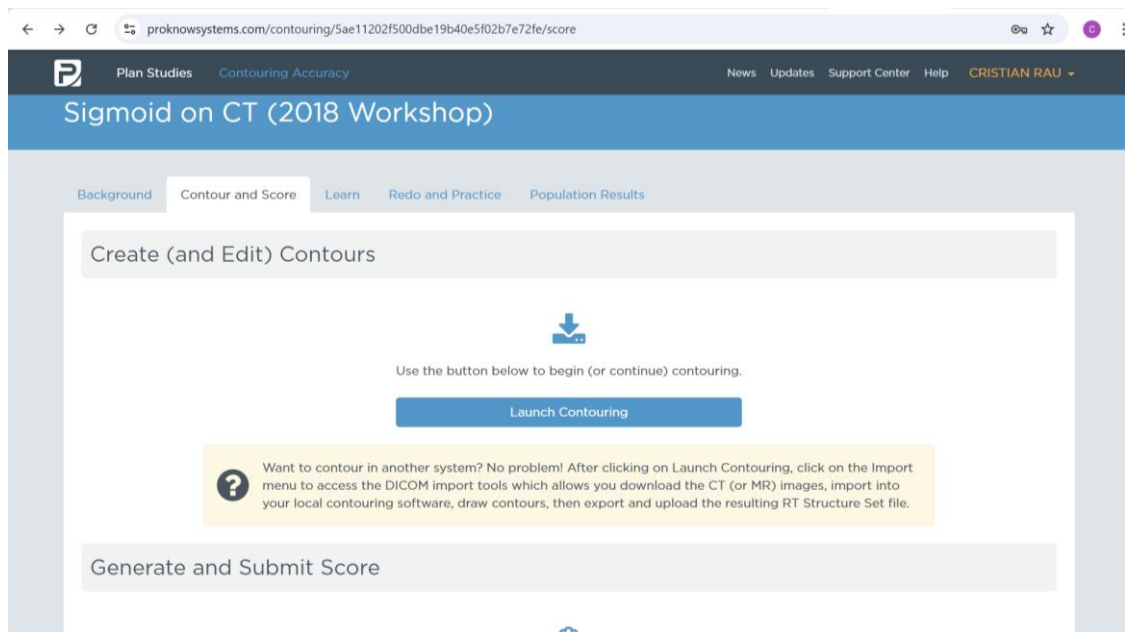 proknowsystems.com/contouring/5ae11202f500dbe19b40e5f02b7e72fe/score
C
Plan Studies Contouring Accuracy News Updates Support Center Help CRISTIAN RAU
Sigmoid on CT (2018 Workshop)
Background Contour and Score Learn Redo and Practice Population Results
Create (and Edit) Contours
Use the button below to begin (or continue) contouring.
Launch Contouring
Want to contour in another system? No problem! After clicking on Launch Contouring, click on the Import
menu to access the DICOM import tools which allows you download the CT (or MR) images, import into
your local contouring software, draw contours, then export and upload the resulting RT Structure Set file.
Generate and Submit Score